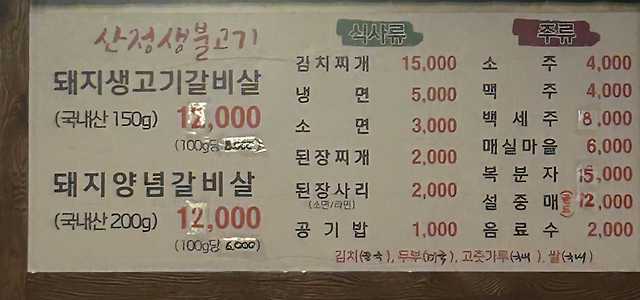 산정생불고기
돼지생고기갈비살
(국내산 150g) 12,000
(100g당 8,000)
돼지양념갈비살
(국내산 200g) 12,000
(100g당 6,000)
식사류
김치찌개 15,000
냉면 5,000
소면 3,000
된장찌개 2,000
된장사리 2,000
(소면/라면)
공기밥 1,000
주류
소주 4,000
맥주 4,000
백세주 8,000
매실마을 6,000
복분자 15,000
설중매 12,000
음료수 2,000
김치(중국), 두부(미국), 고춧가루(국내), 쌀(국내)